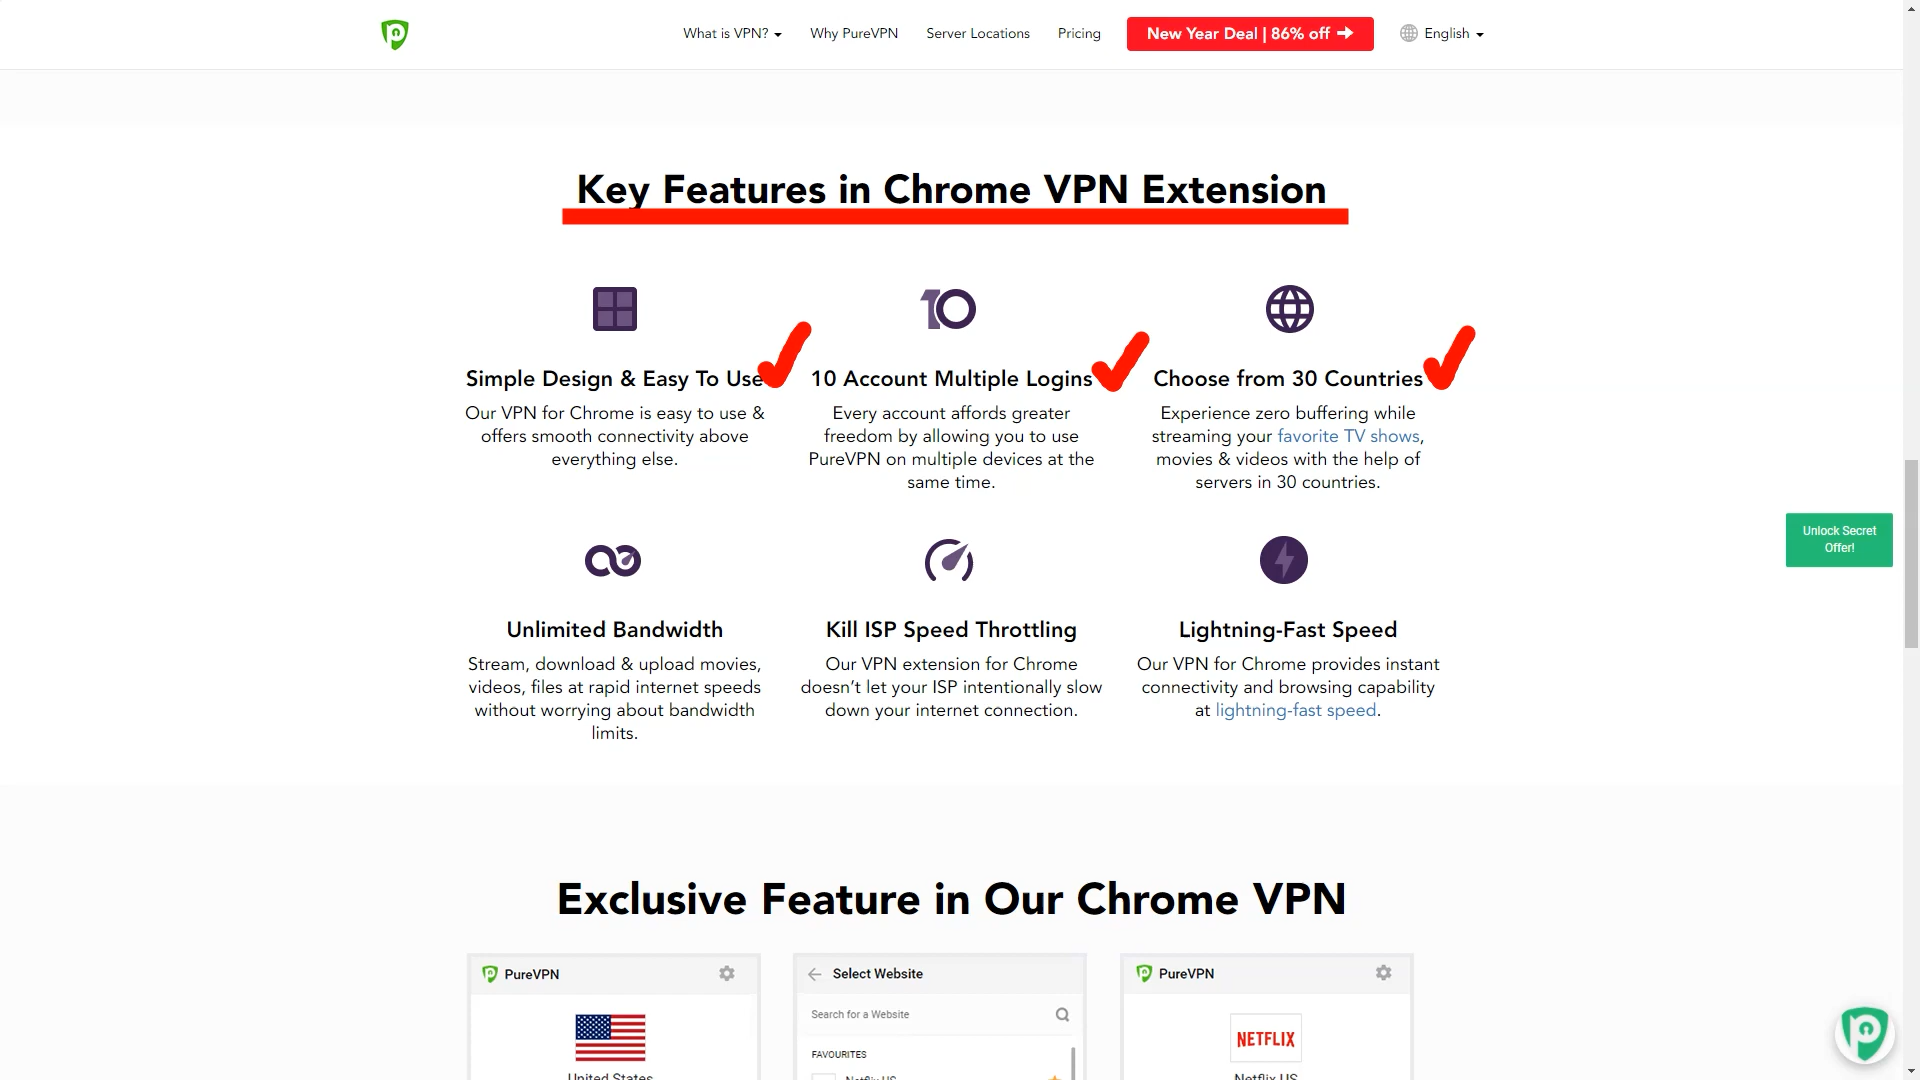 What is VPN?
Why PureVPN
Server Locations
Pricing
New Year Deal | 86% off
English
Key Features in Chrome VPN Extension
10
Simple Design & Easy To Use
Our VPN for Chrome is easy to use &
offers smooth connectivity above
everything else.
10 Account Multiple Logins
Every account affords greater
freedom by allowing you to use
PureVPN on multiple devices at the
same time.
Choose from 30 Countries
Experience zero buffering while
streaming your favorite TV shows,
movies & videos with the help of
servers in 30 countries.
Unlock Secret
Offer!
Unlimited Bandwidth
Stream, download & upload movies,
videos, files at rapid internet speeds
without worrying about bandwidth
limits.
Kill ISP Speed Throttling
Our VPN extension for Chrome
doesn’t let your ISP intentionally slow
down your internet connection.
Lightning-Fast Speed
Our VPN for Chrome provides instant
connectivity and browsing capability
at lightning-fast speed.
Exclusive Feature in Our Chrome VPN
PureVPN
United States
Select Website
Search for a Website
FAVOURITES
Netflix US
PureVPN
NETFLIX
Netflix US